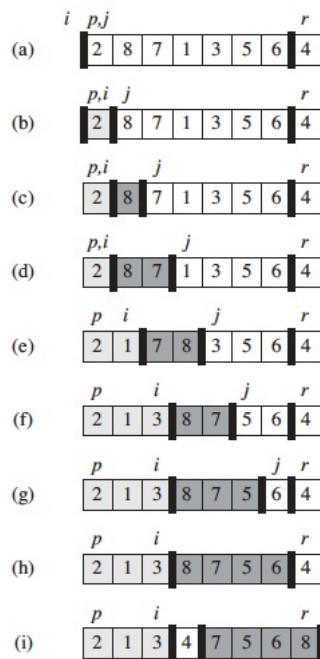 i p,j r
(a) 2 8 7 1 3 5 6 4
p,i j r
(b) 2 8 7 1 3 5 6 4
p,i j r
(c) 2 8 7 1 3 5 6 4
p,i j r
(d) 2 8 7 1 3 5 6 4
p i j r
(e) 2 1 7 8 3 5 6 4
p i j r
(f) 2 1 3 8 7 5 6 4
p i j r
(g) 2 1 3 8 7 5 6 4
p i r
(h) 2 1 3 8 7 5 6 4
p i r
(i) 2 1 3 4 7 5 6 8